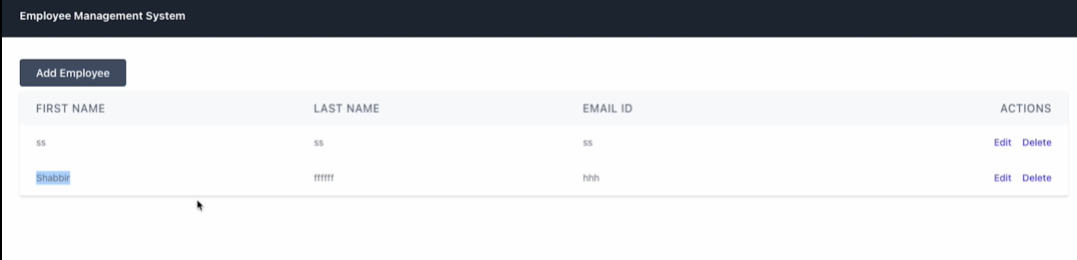 Employee Management System
Add Employee
FIRST NAME LAST NAME EMAIL ID ACTIONS
ss ss ss Edit Delete
Shabbir ffffff hhh Edit Delete